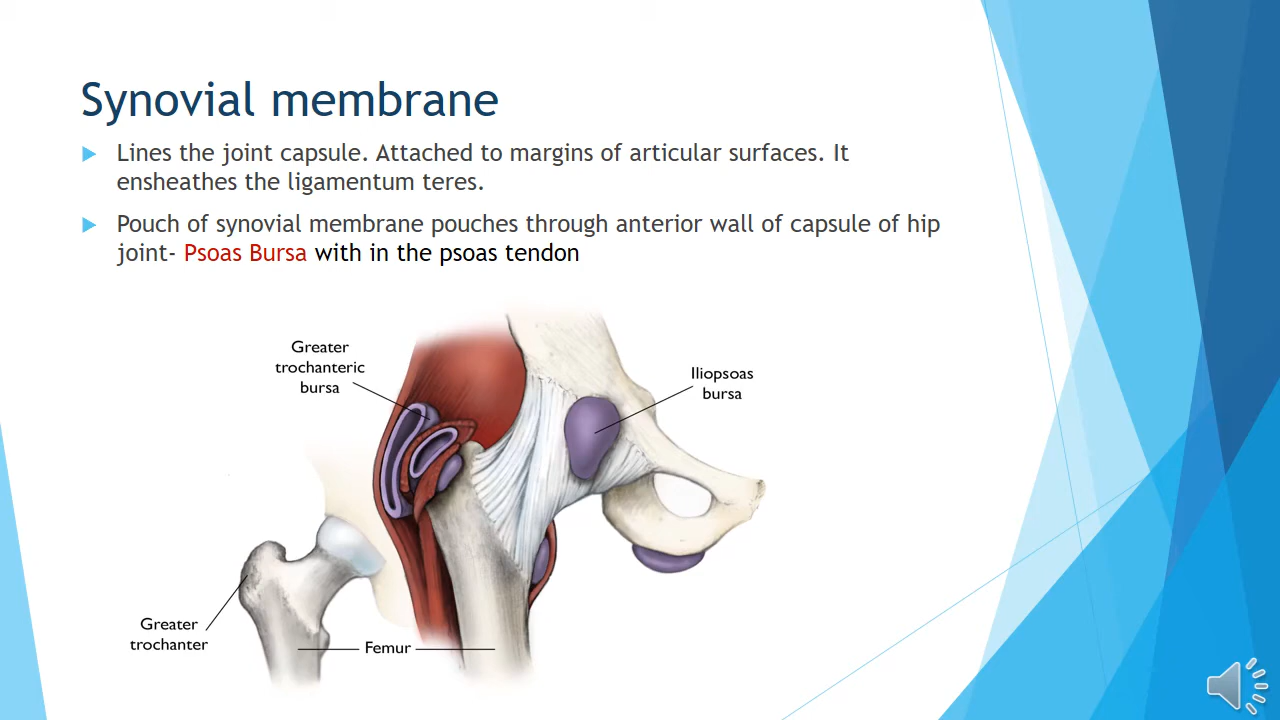 Synovial membrane
Lines the joint capsule. Attached to margins of articular surfaces. It
ensheathes the ligamentum teres.
Pouch of synovial membrane pouches through anterior wall of capsule of hip
joint- Psoas Bursa with in the psoas tendon
Greater
trochanteric
bursa
Iliopsoas
bursa
Greater
trochanter
Femur